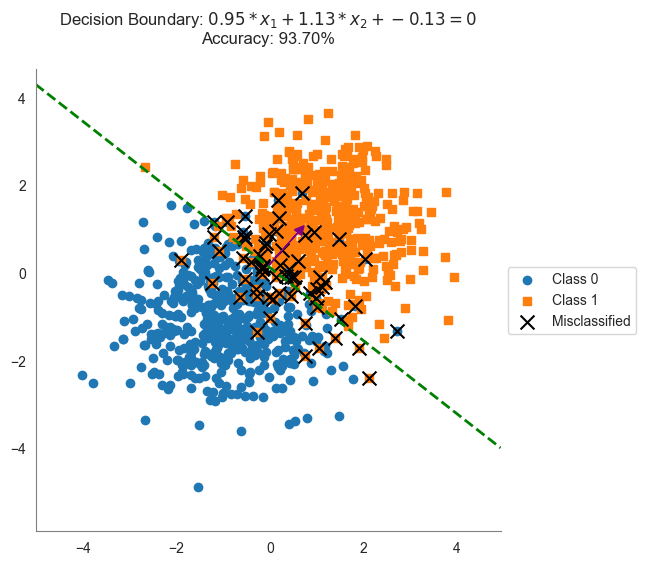 Decision Boundary: 0.95 * x₁ + 1.13 * x₂ + −0.13 = 0
Accuracy: 93.70%
4
2
0
−2
−4
−4
−2
0
2
4
Class 0
Class 1
Misclassified